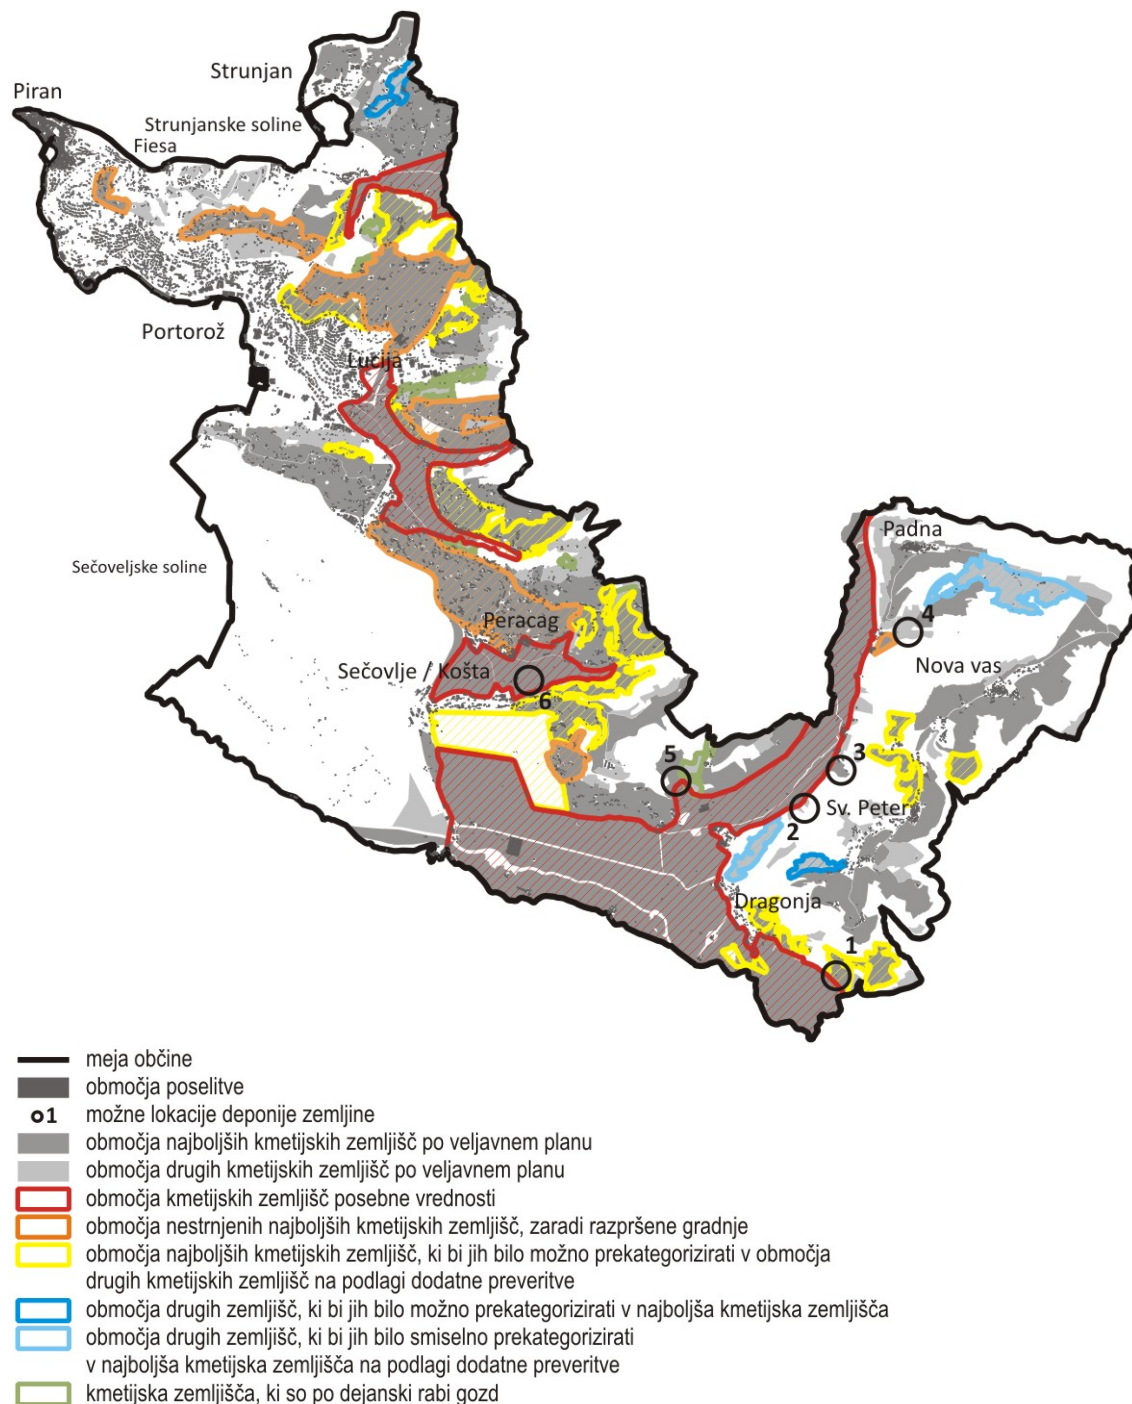 Strunjan
Piran
Strunjanske soline
Fiesa
Portorož
Lucija
Padna
Sečoveljske soline
Peracag
4
Sečovlje / Košta
Nova vas
6
5
3
Sv. Peter
2
Dragonja
1
meja občine
območja poselitve
o1 možne lokacije deponije zemljine
območja najboljših kmetijskih zemljišč po veljavnem planu
območja drugih kmetijskih zemljišč po veljavnem planu
območja kmetijskih zemljišč posebne vrednosti
območja nestrnjenih najboljših kmetijskih zemljišč, zaradi razpršene gradnje
območja najboljših kmetijskih zemljišč, ki bi jih bilo možno prekategorizirati v območja
drugih kmetijskih zemljišč na podlagi dodatne preveritve
območja drugih zemljišč, ki bi jih bilo možno prekategorizirati v najboljša kmetijska zemljišča
območja drugih zemljišč, ki bi jih bilo smiselno prekategorizirati
v najboljša kmetijska zemljišča na podlagi dodatne preveritve
kmetijska zemljišča, ki so po dejanski rabi gozd